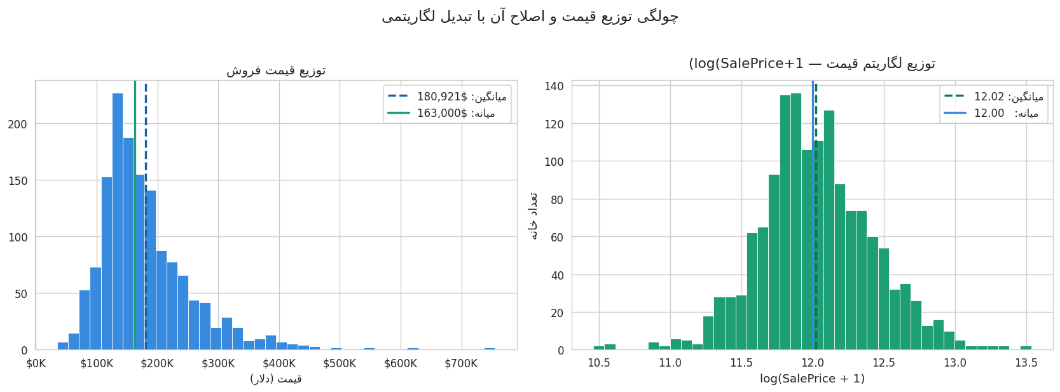 چولگی توزیع قیمت و اصلاح آن با تبدیل لگاریتمی
توزیع قیمت فروش
میانگین: 180,921$
میانه: 163,000$
200
150
100
50
0
$0K $100K $200K $300K $400K $500K $600K $700K
قیمت (دلار)
توزیع لگاریتم قیمت — log(SalePrice+1)
میانگین: 12.02
میانه: 12.00
تعداد خانه
140
120
100
80
60
40
20
0
10.5 11.0 11.5 12.0 12.5 13.0 13.5
log(SalePrice + 1)